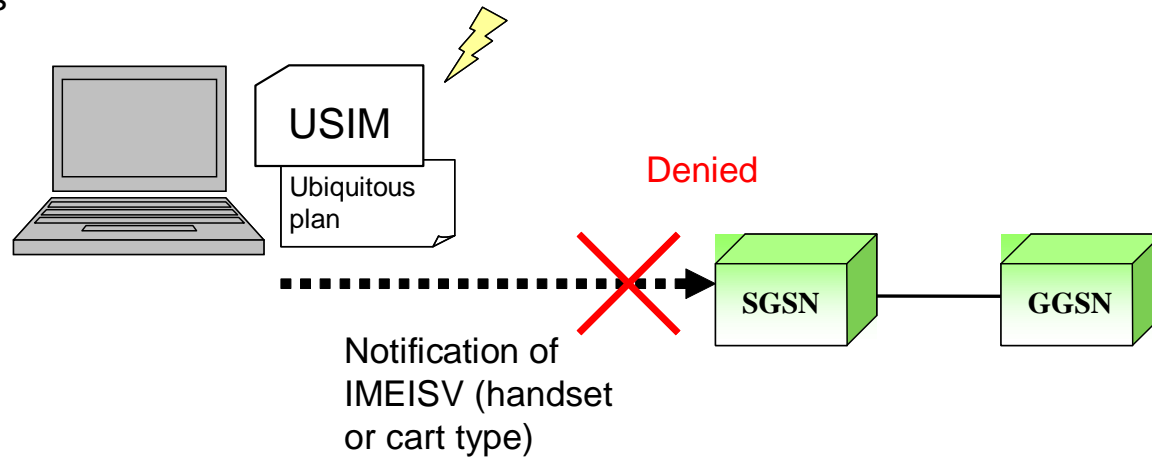 s
USIM
Ubiquitous
plan
Denied
SGSN
GGSN
Notification of
IMEISV (handset
or cart type)